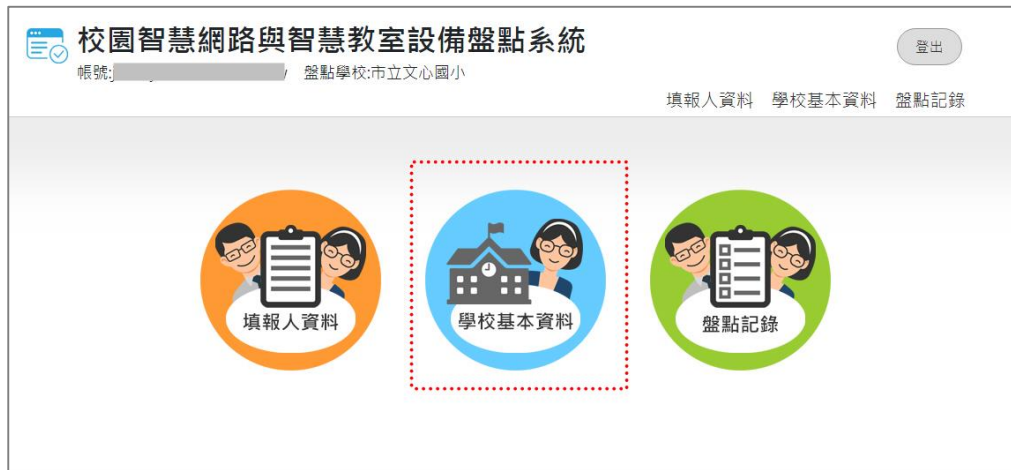 校園智慧網路與智慧教室設備盤點系統
登出
帳號: 盤點學校:市立文心國小
填報人資料 學校基本資料 盤點記錄
填報人資料 學校基本資料 盤點記錄